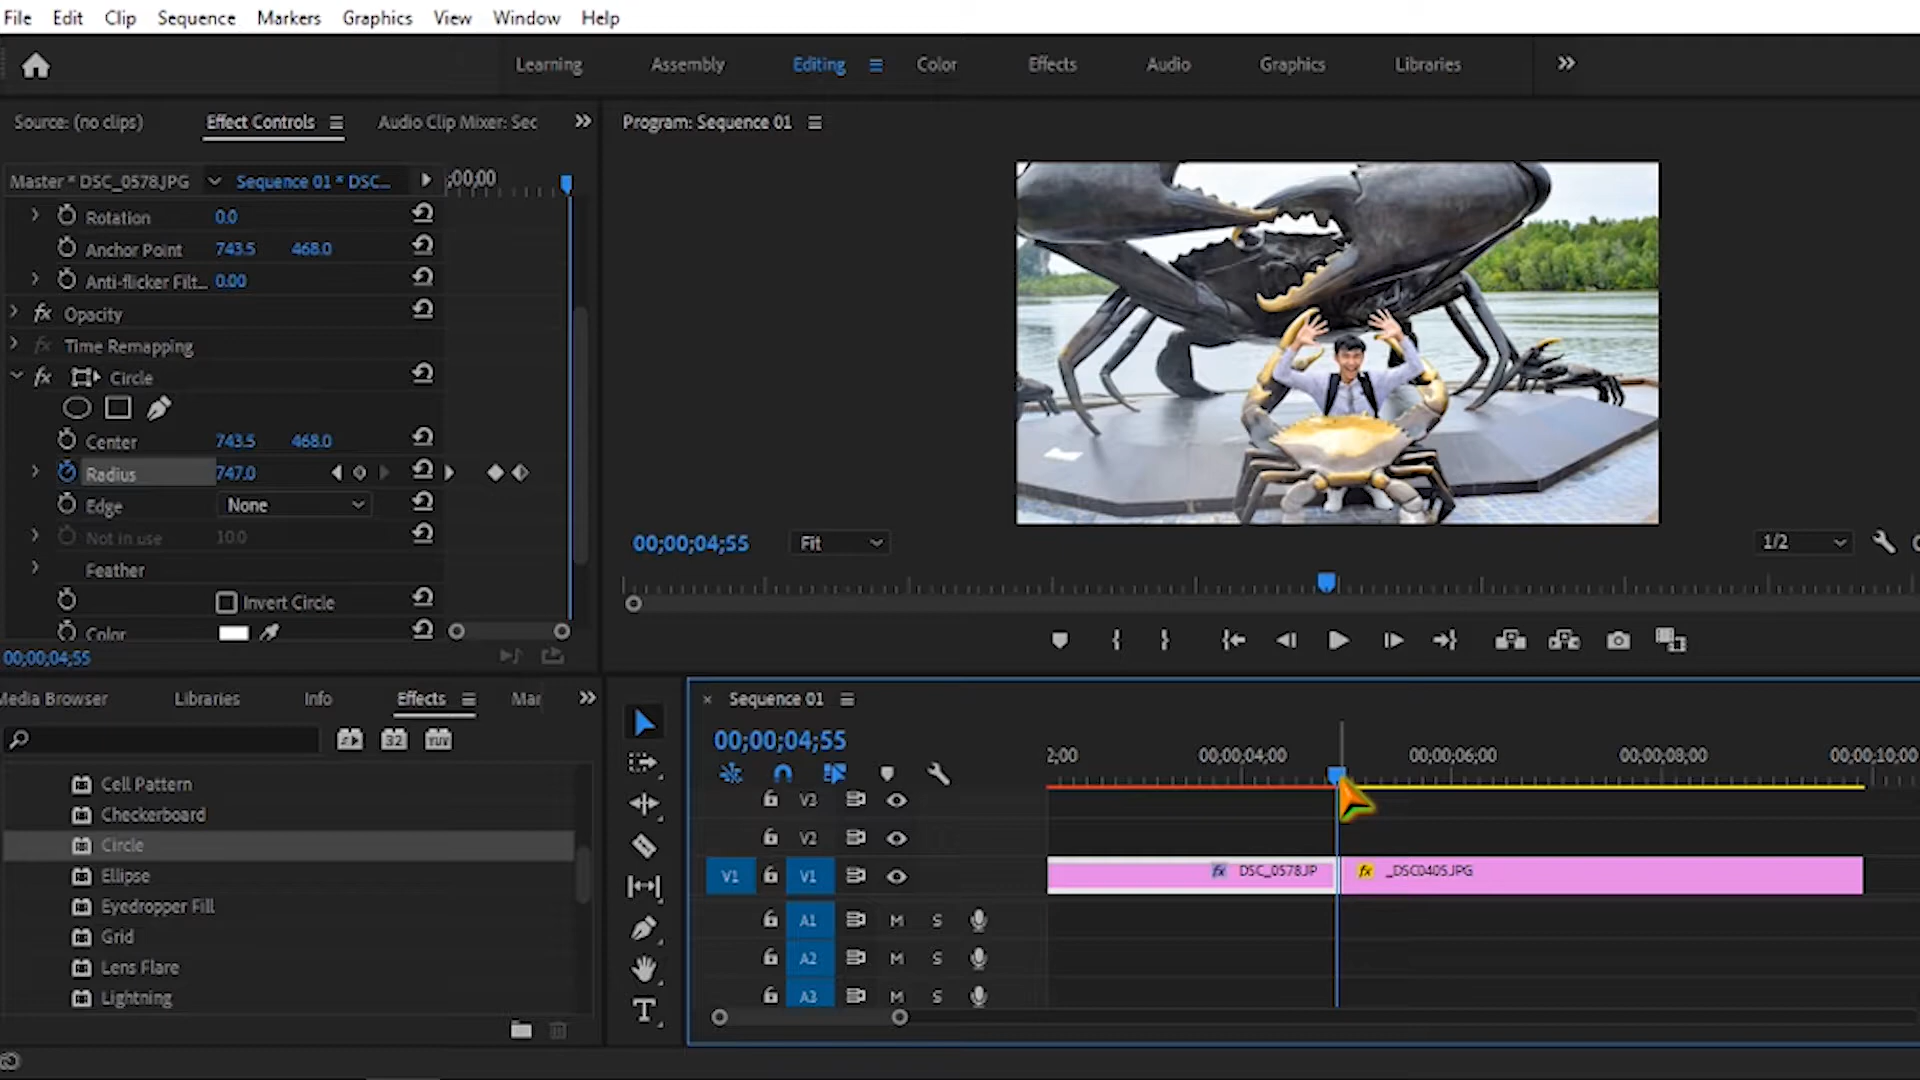 File Edit Clip Sequence Markers Graphics View Window Help
Learning Assembly Editing Color Effects Audio Graphics Libraries
Source: (no clips) Effect Controls Audio Clip Mixer: Sec
Program: Sequence 01
Master * DSC_0578.JPG Sequence 01 * DSC... ;00;00
Rotation 0.0
Anchor Point 743.5 468.0
Anti-flicker Filt... 0.00
fx Opacity
fx Time Remapping
fx Circle
Center 743.5 468.0
Radius 747.0
Edge None
Not in use 10.0
Feather
Invert Circle
Color
00;00;04;55
00;00;04;55 Fit 1/2
Media Browser Libraries Info Effects Mar
32 YUV
Cell Pattern
Checkerboard
Circle
Ellipse
Eyedropper Fill
Grid
Lens Flare
Lightning
T
× Sequence 01
00;00;04;55
2;00 00;00;04;00 00;00;06;00 00;00;08;00 00;00;10;00
V3
V2
V1 V1 fx DSC_0578.JP fx _DSC0405.JPG
A1 M S
A2 M S
A3 M S